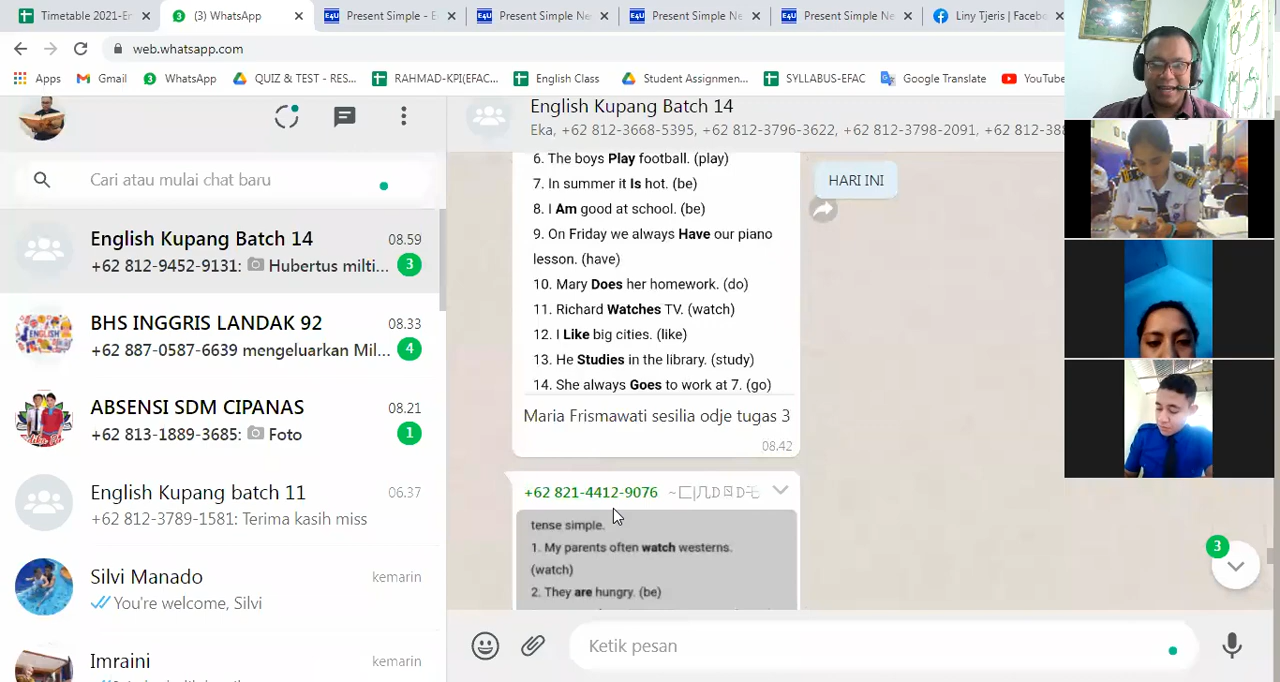 Timetable 2021-En
(3) WhatsApp
Present Simple - E
Present Simple Ne
Present Simple Ne
Present Simple Ne
Liny Tjeris | Faceb
web.whatsapp.com
Apps
Gmail
WhatsApp
QUIZ & TEST - RES...
RAHMAD-KPI(EFAC...
English Class
Student Assignmen...
SYLLABUS-EFAC
Google Translate
YouTube
English Kupang Batch 14
Eka, +62 812-3668-5395, +62 812-3796-3622, +62 812-3798-2091, +62 812-38
Cari atau mulai chat baru
English Kupang Batch 14 08.59
+62 812-9452-9131: Hubertus milti... 3
BHS INGGRIS LANDAK 92 08.33
+62 887-0587-6639 mengeluarkan Mil... 4
ABSENSI SDM CIPANAS 08.21
+62 813-1889-3685: Foto 1
English Kupang batch 11 06.37
+62 812-3789-1581: Terima kasih miss
Silvi Manado kemarin
You're welcome, Silvi
Imraini kemarin
HARI INI
6. The boys Play football. (play)
7. In summer it Is hot. (be)
8. I Am good at school. (be)
9. On Friday we always Have our piano
lesson. (have)
10. Mary Does her homework. (do)
11. Richard Watches TV. (watch)
12. I Like big cities. (like)
13. He Studies in the library. (study)
14. She always Goes to work at 7. (go)
Maria Frismawati sesilia odje tugas 3
08.42
+62 821-4412-9076
tense simple.
1. My parents often watch westerns.
(watch)
2. They are hungry. (be)
3
Ketik pesan